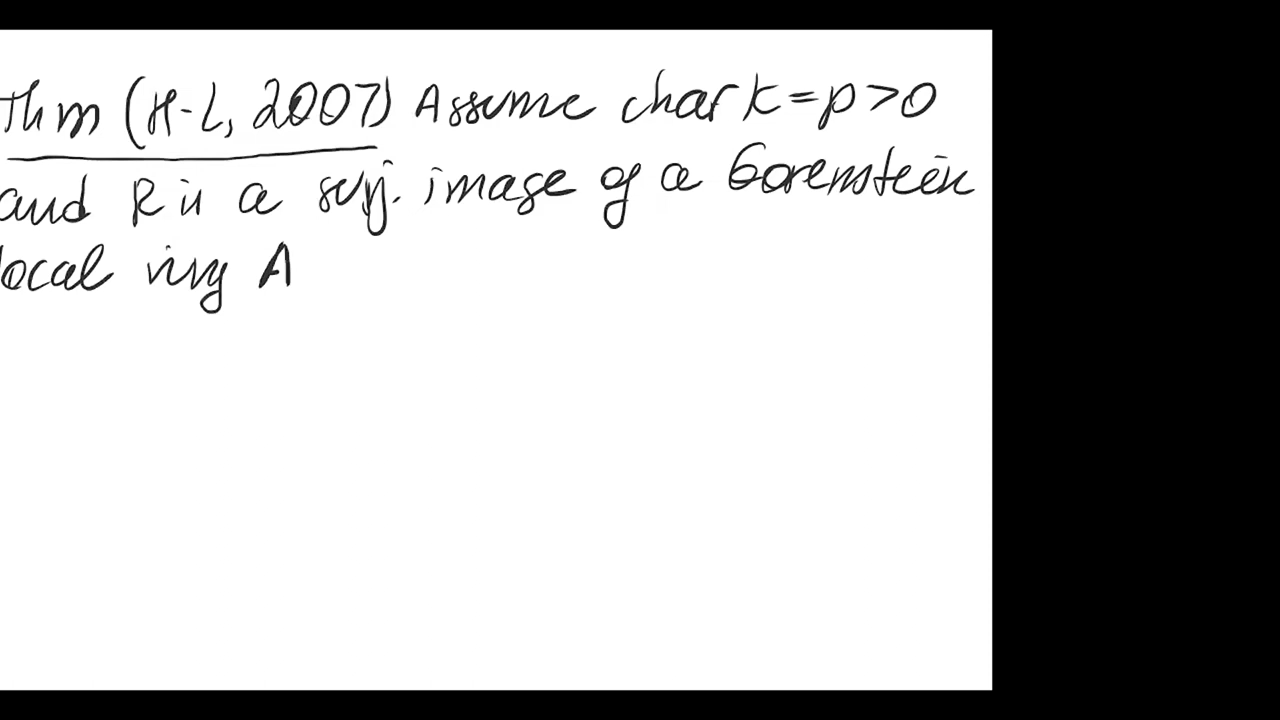 Thm (H-L, 2007) Assume char k = p > 0
and R is a surj. image of a Gorenstein
local ring A